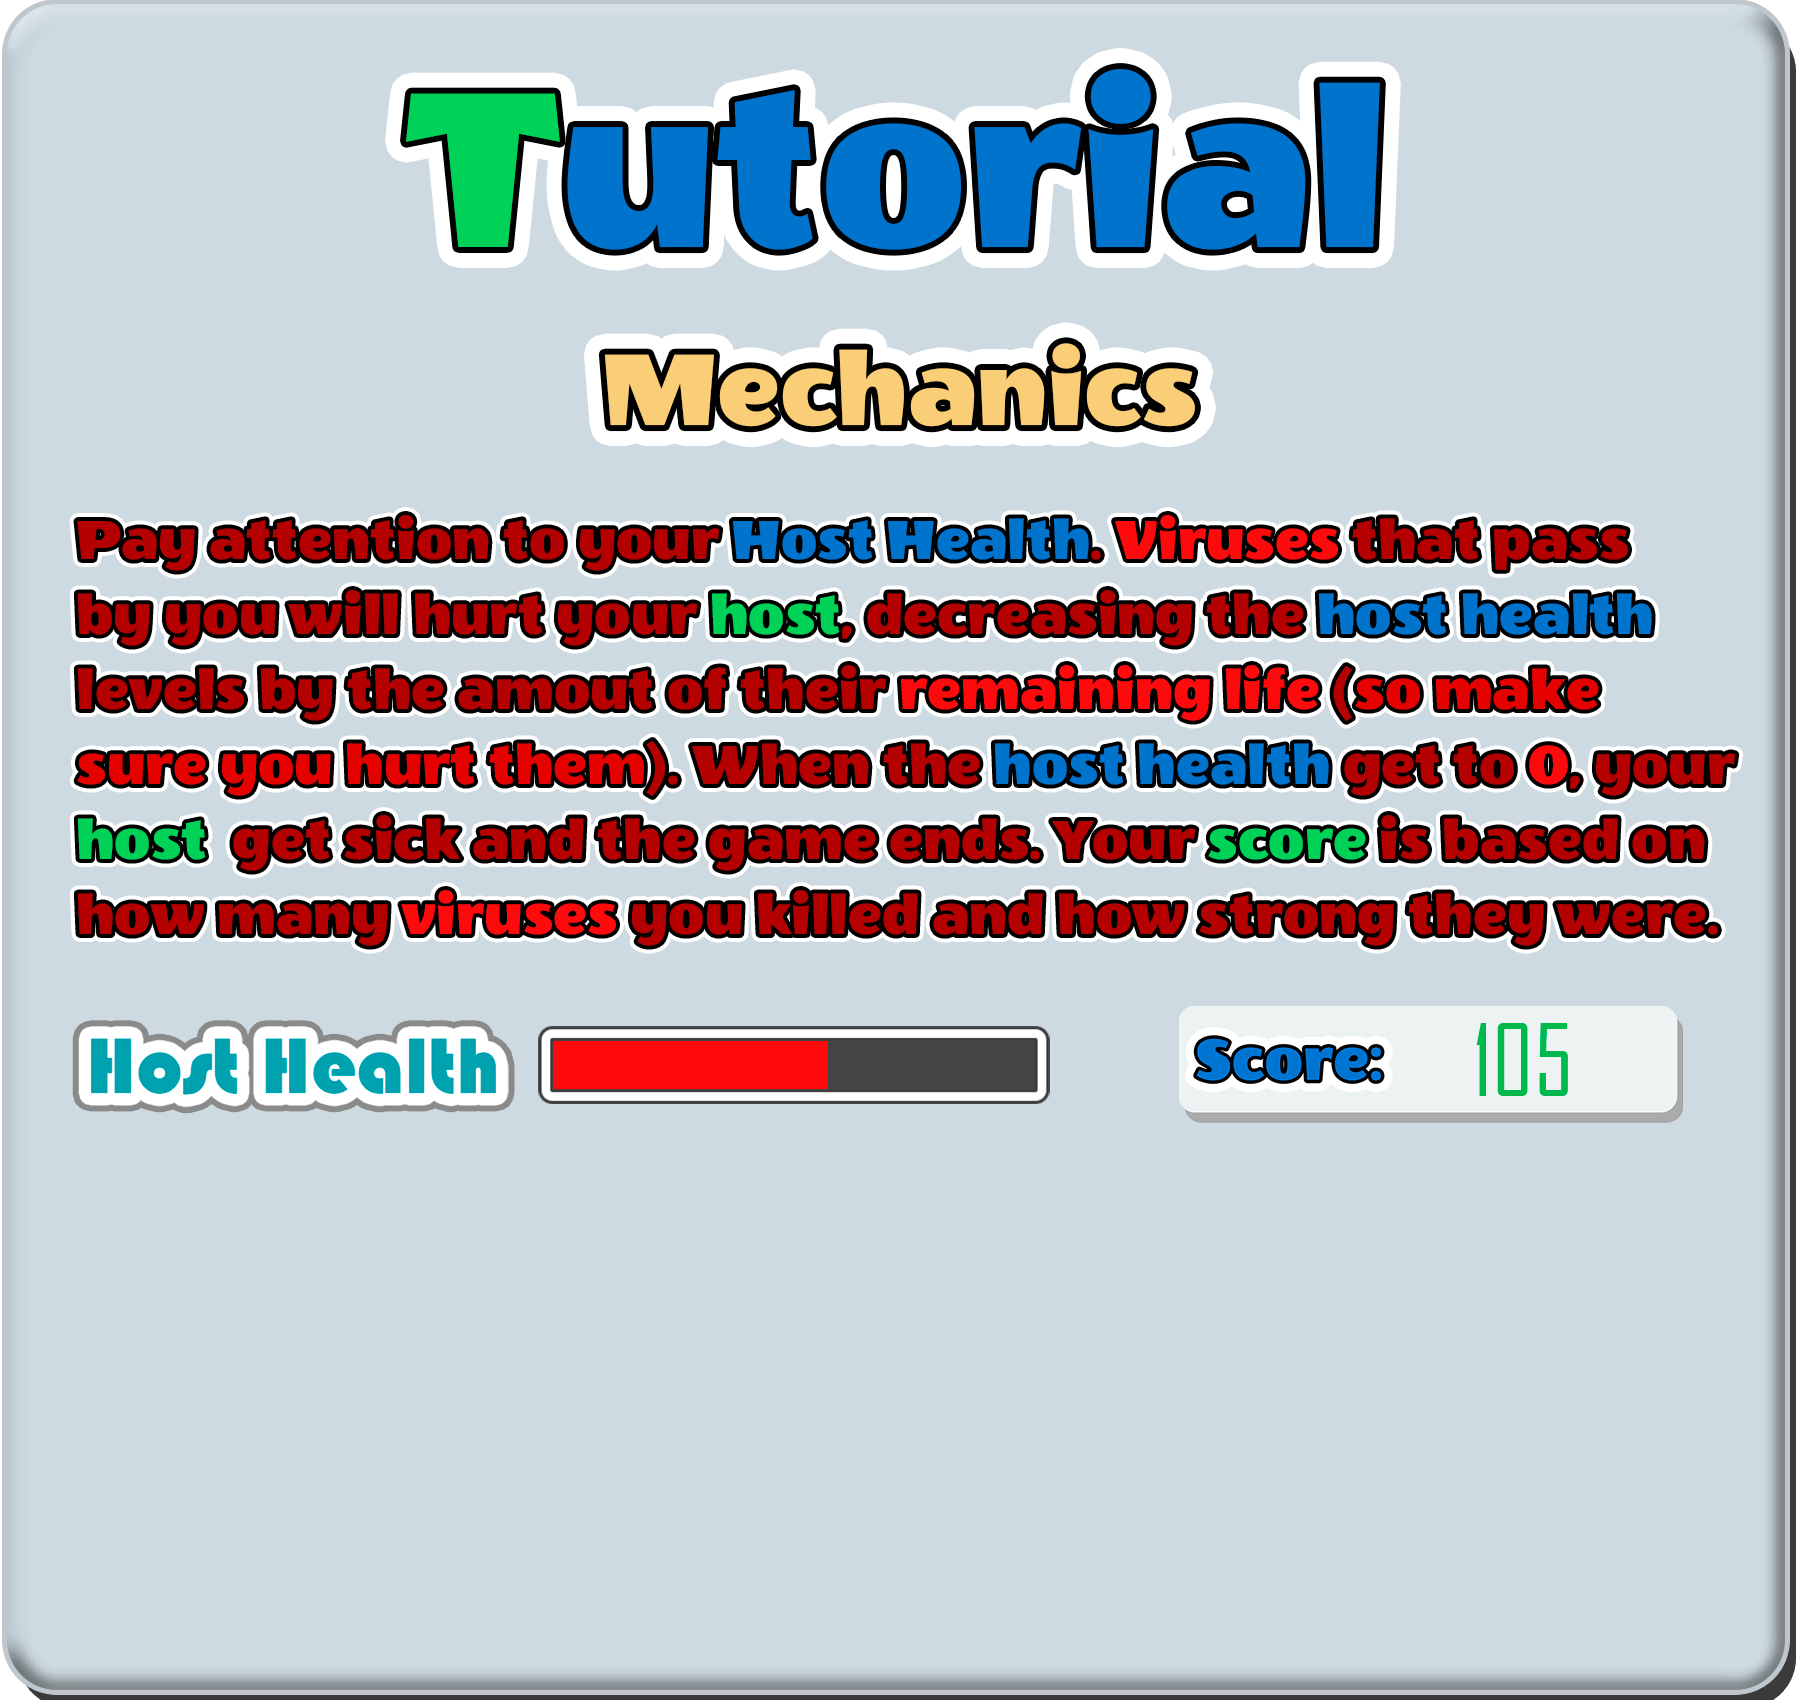 Tutorial
Mechanics
Pay attention to your Host Health. Viruses that pass
by you will hurt your host, decreasing the host health
levels by the amout of their remaining life (so make
sure you hurt them). When the host health get to 0, your
host  get sick and the game ends. Your score is based on
how many viruses you killed and how strong they were.
Host Health
Score: 105